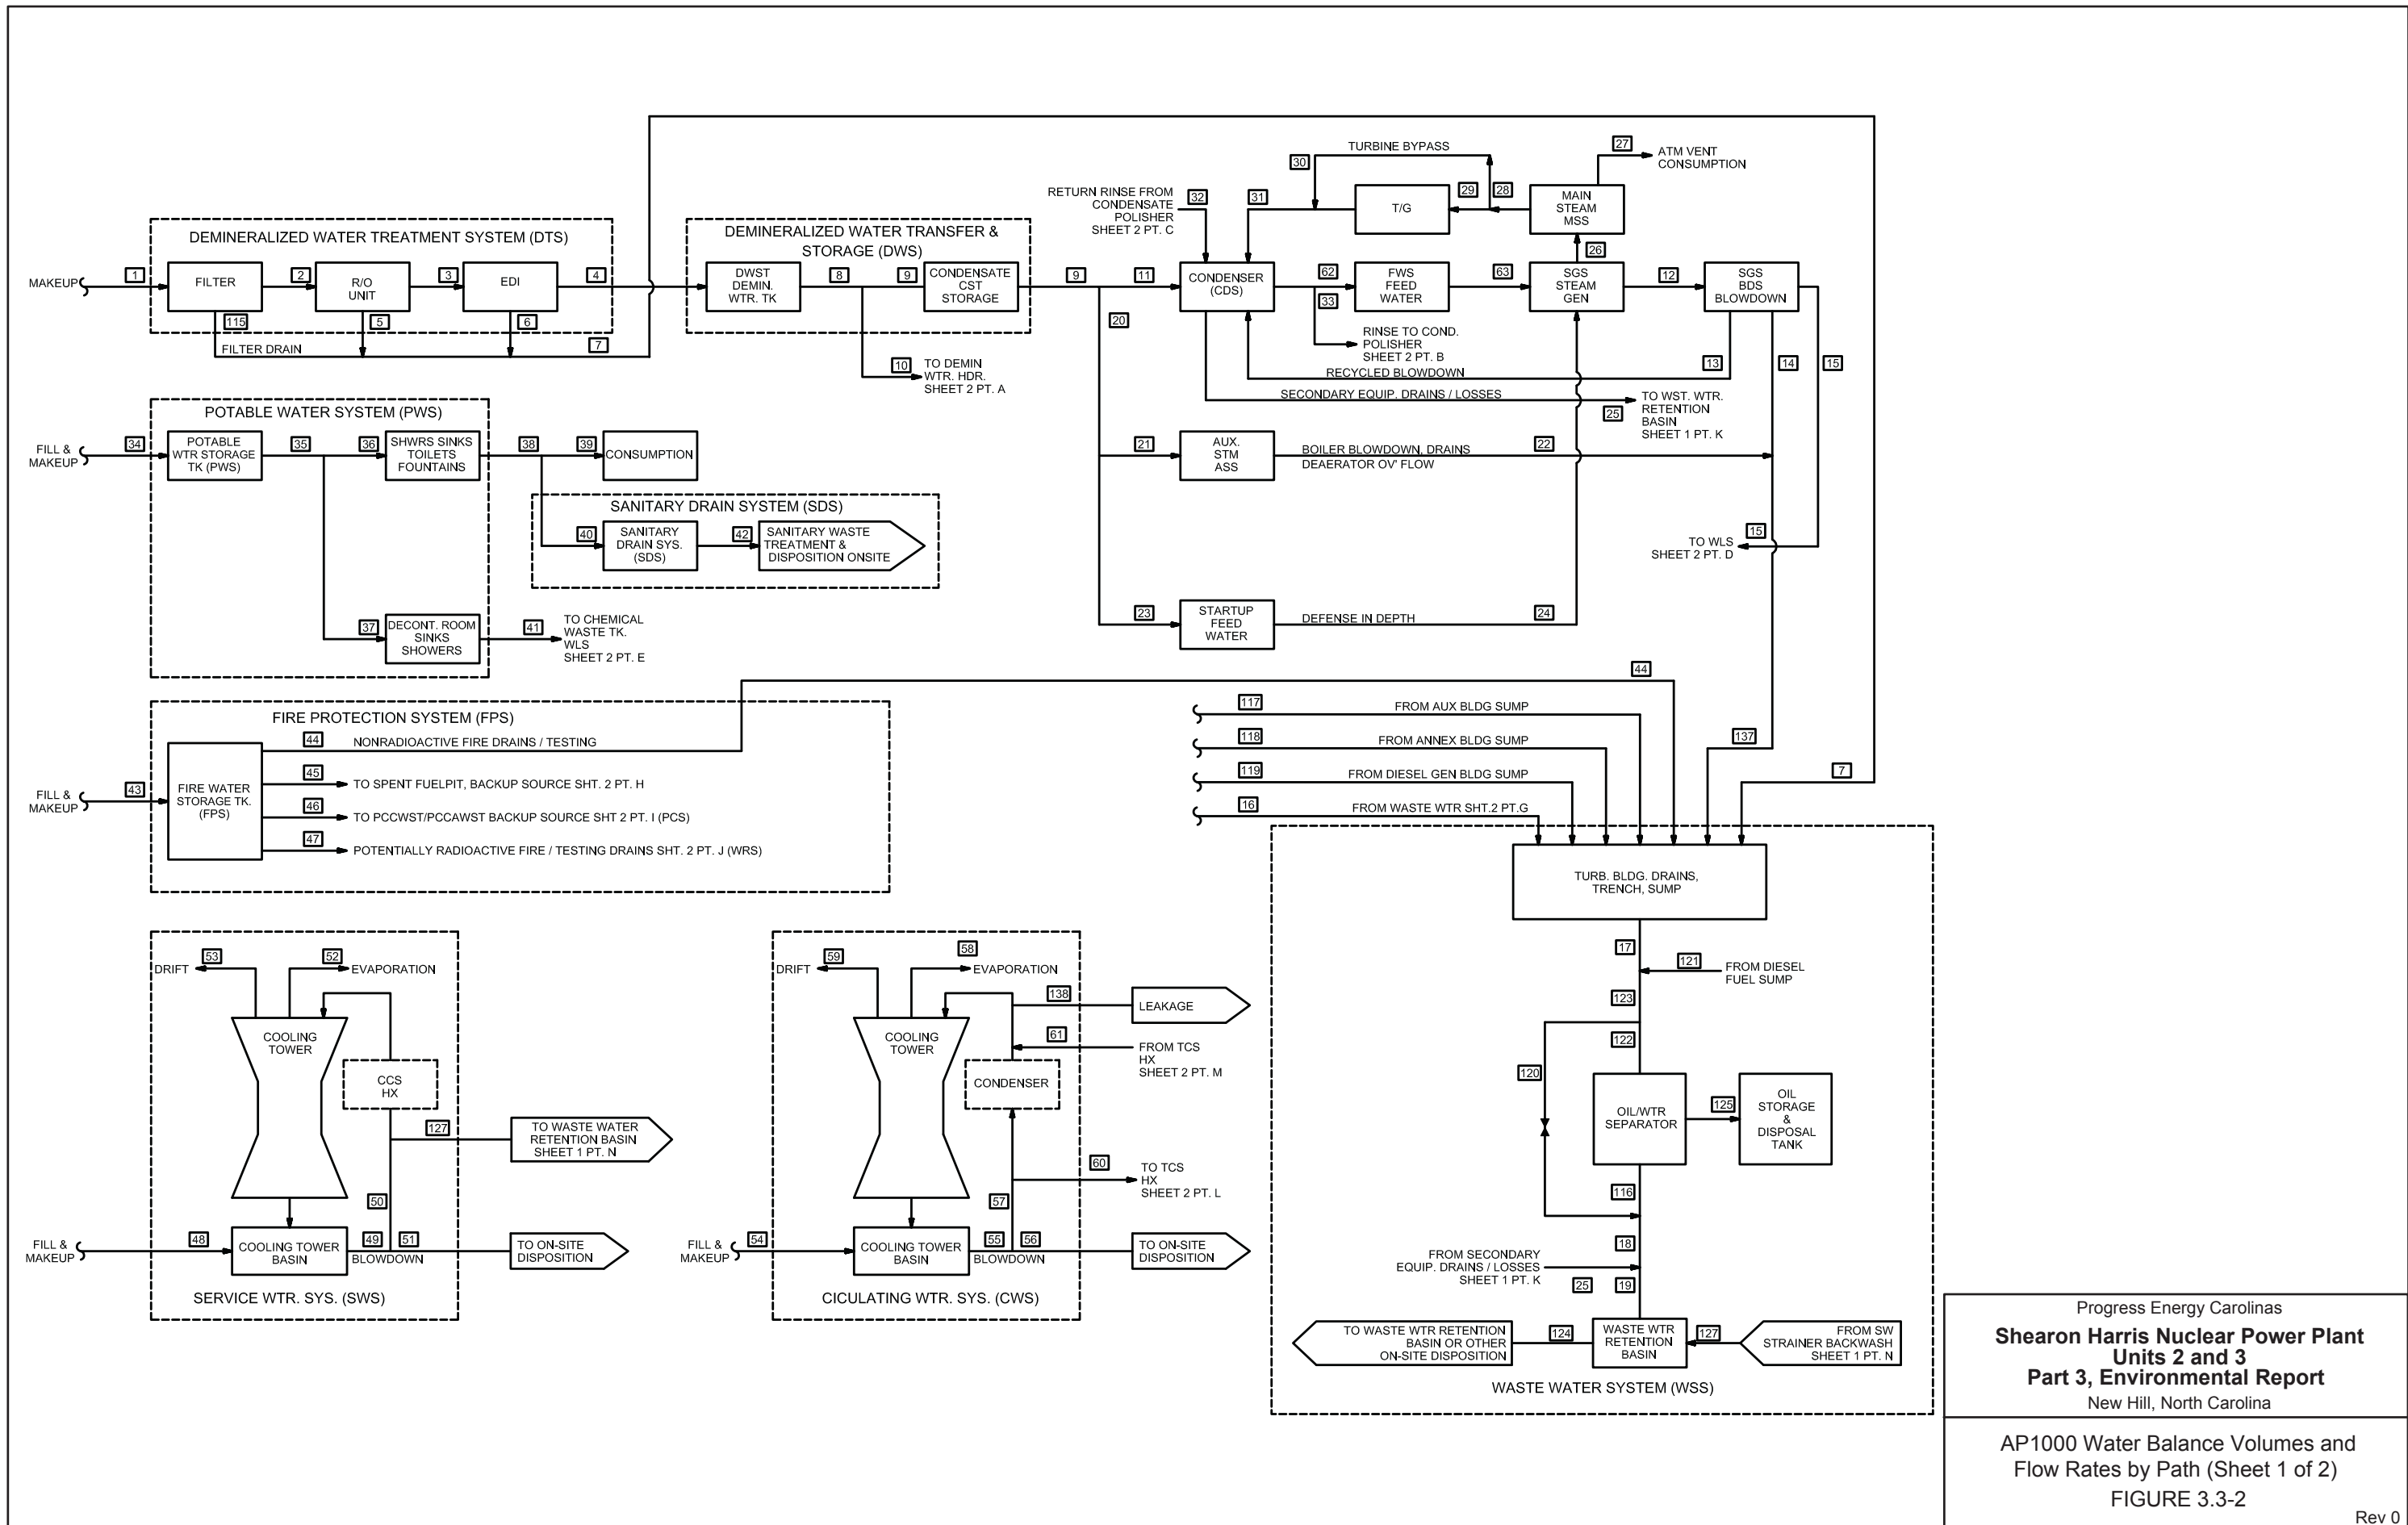 TURBINE BYPASS
27
ATM VENT
CONSUMPTION
30
RETURN RINSE FROM
CONDENSATE
POLISHER
SHEET 2 PT. C
32
31
T/G
29
28
MAIN
STEAM
MSS
DEMINERALIZED WATER TREATMENT SYSTEM (DTS)
DEMINERALIZED WATER TRANSFER &
STORAGE (DWS)
26
MAKEUP
1
FILTER
2
R/O
UNIT
3
EDI
4
DWST
DEMIN.
WTR. TK
8
9
CONDENSATE
CST
STORAGE
9
11
CONDENSER
(CDS)
62
33
FWS
FEED
WATER
63
SGS
STEAM
GEN
12
SGS
BDS
BLOWDOWN
115
5
6
20
FILTER DRAIN
7
10
TO DEMIN
WTR. HDR.
SHEET 2 PT. A
RINSE TO COND.
POLISHER
SHEET 2 PT. B
13
14
15
RECYCLED BLOWDOWN
SECONDARY EQUIP. DRAINS / LOSSES
25
TO WST. WTR.
RETENTION
BASIN
SHEET 1 PT. K
POTABLE WATER SYSTEM (PWS)
FILL &
MAKEUP
34
POTABLE
WTR STORAGE
TK (PWS)
35
36
SHWRS SINKS
TOILETS
FOUNTAINS
38
39
CONSUMPTION
21
AUX.
STM
ASS
BOILER BLOWDOWN, DRAINS
DEAERATOR OV' FLOW
22
SANITARY DRAIN SYSTEM (SDS)
40
SANITARY
DRAIN SYS.
(SDS)
42
SANITARY WASTE
TREATMENT &
DISPOSITION ONSITE
15
TO WLS
SHEET 2 PT. D
37
DECONT. ROOM
SINKS
SHOWERS
41
TO CHEMICAL
WASTE TK.
WLS
SHEET 2 PT. E
23
STARTUP
FEED
WATER
DEFENSE IN DEPTH
24
44
FIRE PROTECTION SYSTEM (FPS)
FILL &
MAKEUP
43
FIRE WATER
STORAGE TK.
(FPS)
44
NONRADIOACTIVE FIRE DRAINS / TESTING
45
TO SPENT FUELPIT, BACKUP SOURCE SHT. 2 PT. H
46
TO PCCWST/PCCAWST BACKUP SOURCE SHT 2 PT. I (PCS)
47
POTENTIALLY RADIOACTIVE FIRE / TESTING DRAINS SHT. 2 PT. J (WRS)
117
FROM AUX BLDG SUMP
118
FROM ANNEX BLDG SUMP
137
119
FROM DIESEL GEN BLDG SUMP
7
16
FROM WASTE WTR SHT.2 PT.G
TURB. BLDG. DRAINS,
TRENCH, SUMP
17
121
FROM DIESEL
FUEL SUMP
123
122
120
OIL/WTR
SEPARATOR
125
OIL
STORAGE
&
DISPOSAL
TANK
116
18
FROM SECONDARY
EQUIP. DRAINS / LOSSES
SHEET 1 PT. K
25
19
TO WASTE WTR RETENTION
BASIN OR OTHER
ON-SITE DISPOSITION
124
WASTE WTR
RETENTION
BASIN
127
FROM SW
STRAINER BACKWASH
SHEET 1 PT. N
WASTE WATER SYSTEM (WSS)
53
DRIFT
52
EVAPORATION
COOLING
TOWER
CCS
HX
127
TO WASTE WATER
RETENTION BASIN
SHEET 1 PT. N
50
FILL &
MAKEUP
48
COOLING TOWER
BASIN
49
51
BLOWDOWN
TO ON-SITE
DISPOSITION
SERVICE WTR. SYS. (SWS)
59
DRIFT
58
EVAPORATION
138
LEAKAGE
COOLING
TOWER
61
FROM TCS
HX
SHEET 2 PT. M
CONDENSER
60
TO TCS
HX
SHEET 2 PT. L
57
FILL &
MAKEUP
54
COOLING TOWER
BASIN
55
56
BLOWDOWN
TO ON-SITE
DISPOSITION
CICULATING WTR. SYS. (CWS)
Progress Energy Carolinas
Shearon Harris Nuclear Power Plant
Units 2 and 3
Part 3, Environmental Report
New Hill, North Carolina
AP1000 Water Balance Volumes and
Flow Rates by Path (Sheet 1 of 2)
FIGURE 3.3-2
Rev 0